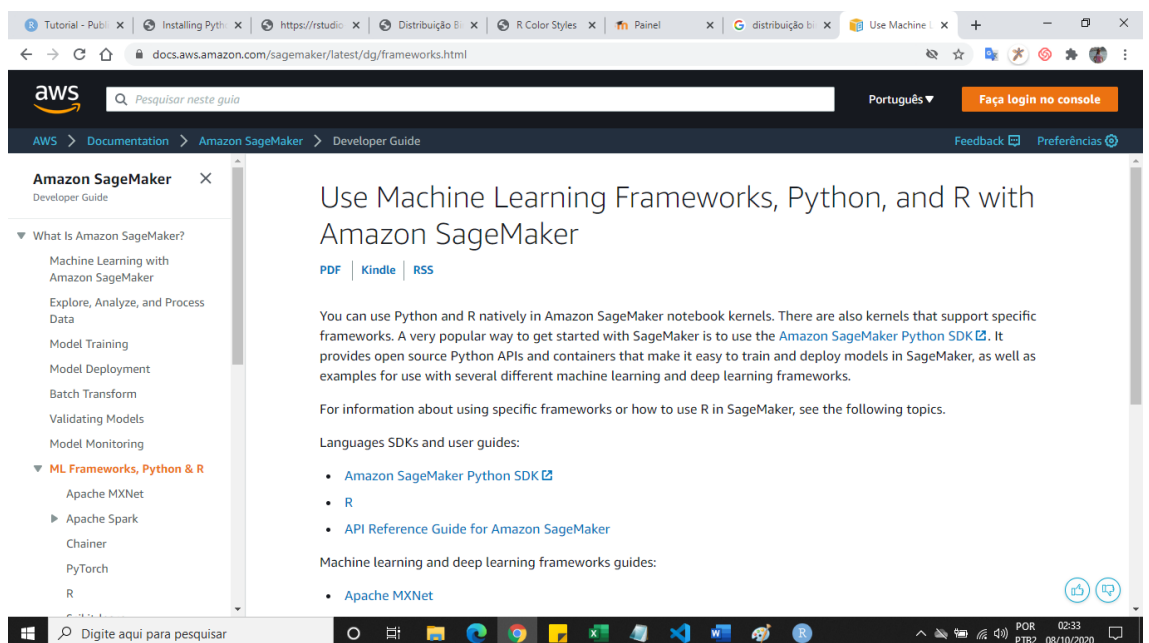 Tutorial - Publi
Installing Pyth
https://rstudio
Distribuição Bi
R Color Styles
Painel
distribuição bi
Use Machine L
docs.aws.amazon.com/sagemaker/latest/dg/frameworks.html
aws
Pesquisar neste guia
Português
Faça login no console
AWS > Documentation > Amazon SageMaker > Developer Guide
Feedback
Preferências
Amazon SageMaker
Developer Guide
What Is Amazon SageMaker?
Machine Learning with
Amazon SageMaker
Explore, Analyze, and Process
Data
Model Training
Model Deployment
Batch Transform
Validating Models
Model Monitoring
ML Frameworks, Python & R
Apache MXNet
Apache Spark
Chainer
PyTorch
R
Use Machine Learning Frameworks, Python, and R with
Amazon SageMaker
PDF
Kindle
RSS
You can use Python and R natively in Amazon SageMaker notebook kernels. There are also kernels that support specific
frameworks. A very popular way to get started with SageMaker is to use the Amazon SageMaker Python SDK. It
provides open source Python APIs and containers that make it easy to train and deploy models in SageMaker, as well as
examples for use with several different machine learning and deep learning frameworks.
For information about using specific frameworks or how to use R in SageMaker, see the following topics.
Languages SDKs and user guides:
• Amazon SageMaker Python SDK
• R
• API Reference Guide for Amazon SageMaker
Machine learning and deep learning frameworks guides:
• Apache MXNet
Digite aqui para pesquisar
POR
PTB2
02:33
08/10/2020